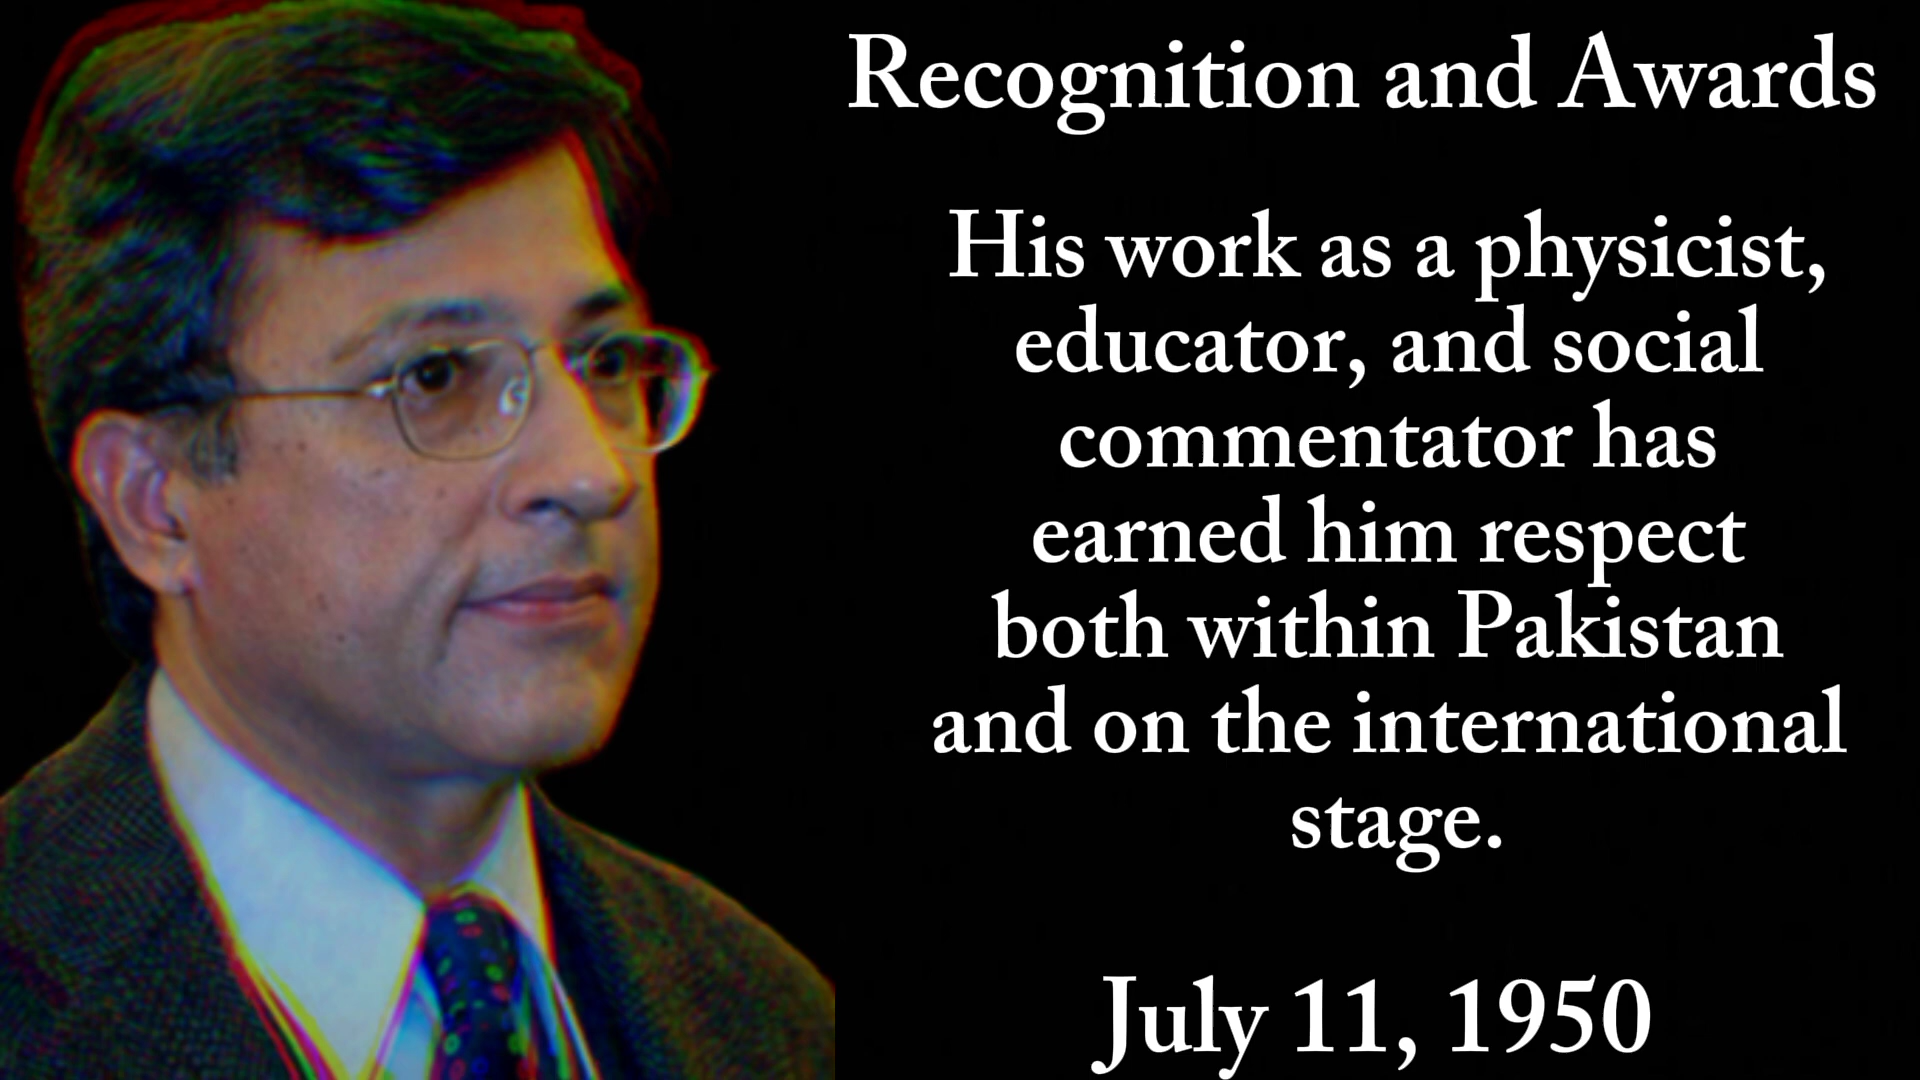 Recognition and Awards
His work as a physicist,
educator, and social
commentator has
earned him respect
both within Pakistan
and on the international
stage.
July 11, 1950